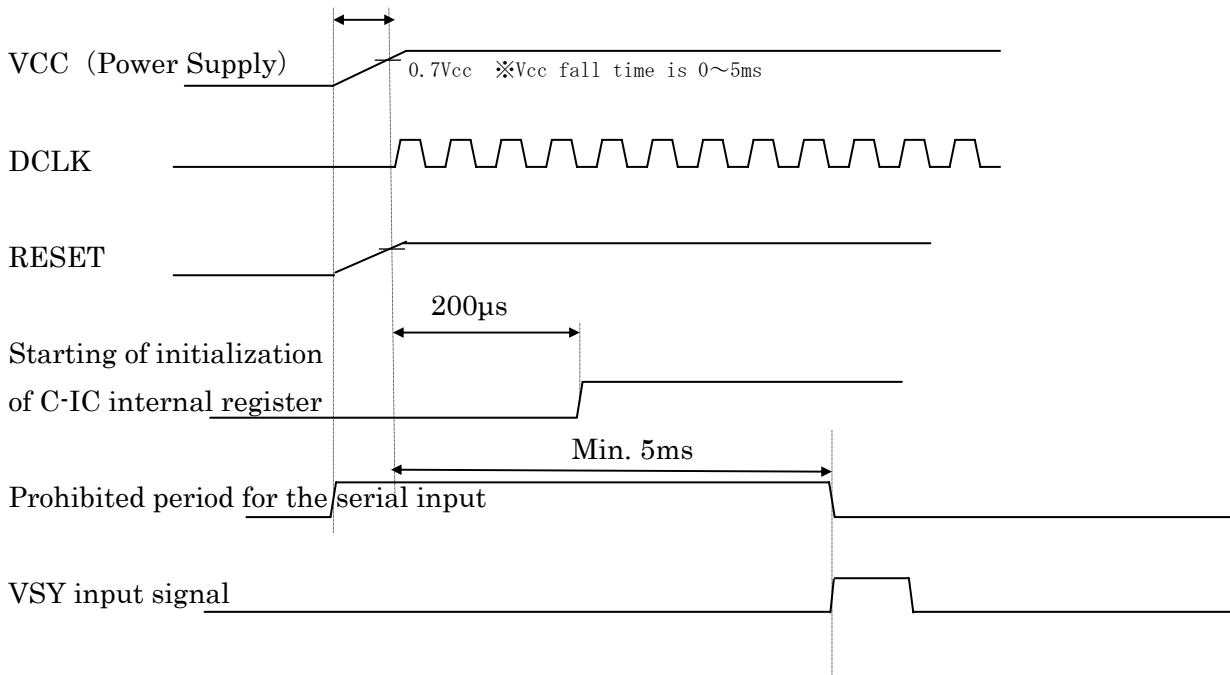 VCC（Power Supply）
0.7Vcc ※Vcc fall time is 0～5ms
DCLK
RESET
200μs
Starting of initialization
of C-IC internal register
Min. 5ms
Prohibited period for the serial input
VSY input signal